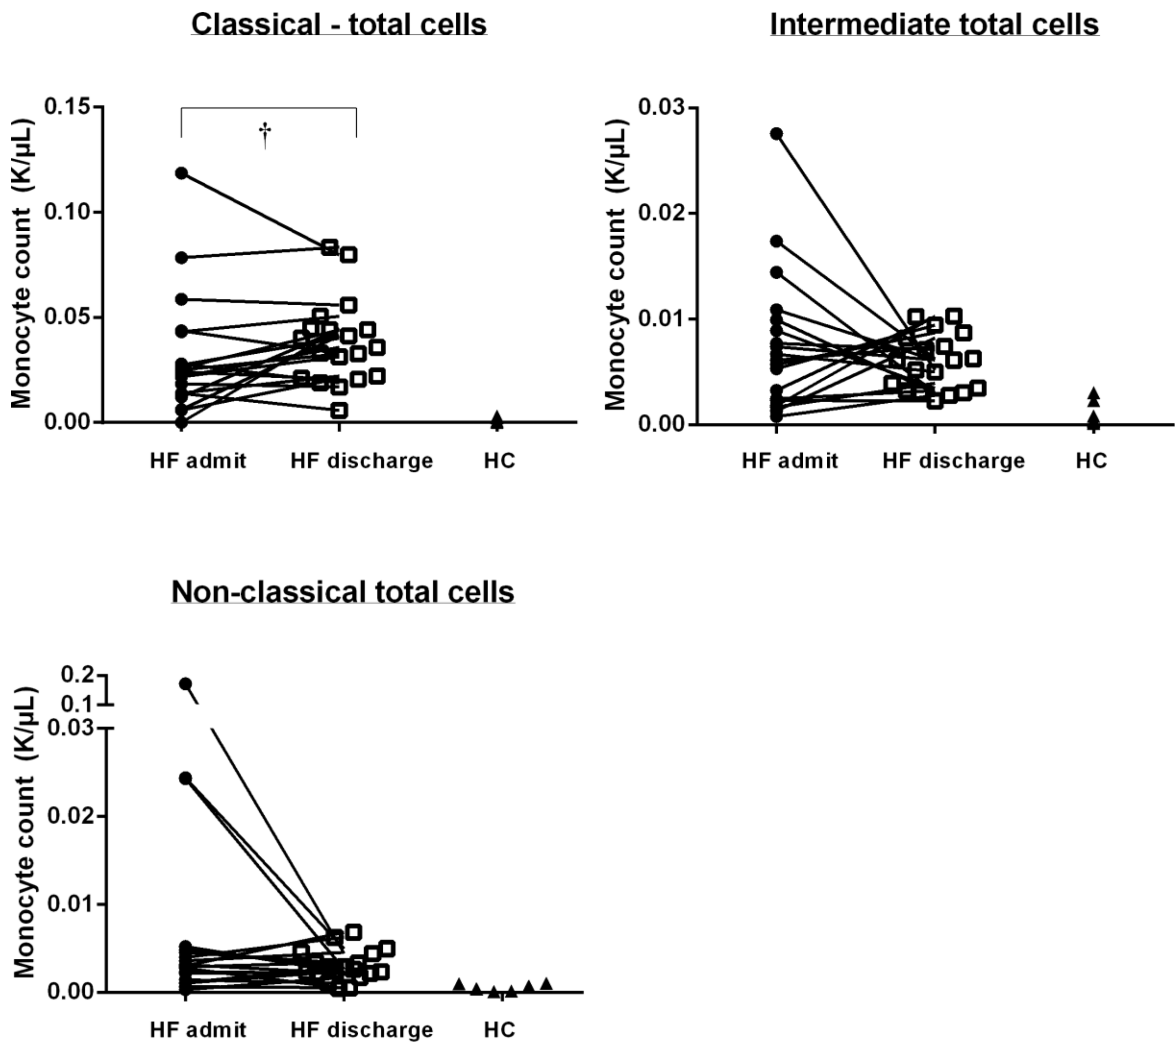 Classical - total cells
Monocyte count (K/µL)
0.15
0.10
0.05
0.00
†
HF admit HF discharge HC
Intermediate total cells
Monocyte count (K/µL)
0.03
0.02
0.01
0.00
HF admit HF discharge HC
Non-classical total cells
Monocyte count (K/µL)
0.2
0.1
0.03
0.02
0.01
0.00
HF admit HF discharge HC